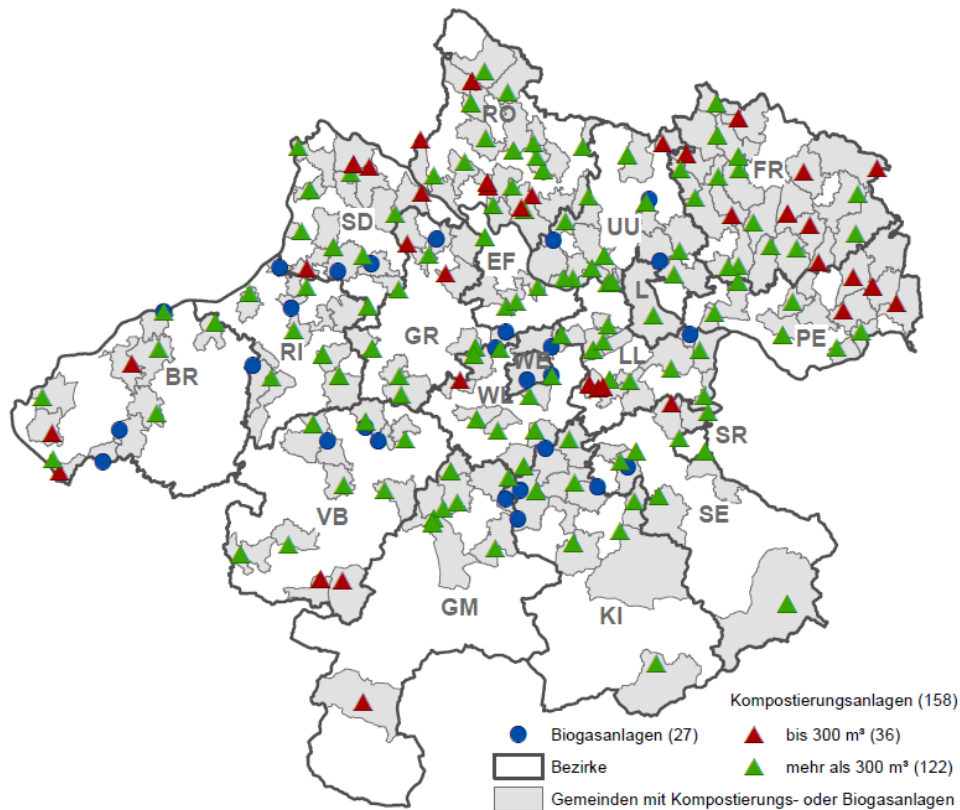 RO
FR
SD
UU
EF
L
PE
GR
RI
WE
LL
BR
WL
SR
VB
SE
GM
KI
Kompostierungsanlagen (158)
Biogasanlagen (27)
bis 300 m³ (36)
Bezirke
mehr als 300 m³ (122)
Gemeinden mit Kompostierungs- oder Biogasanlagen